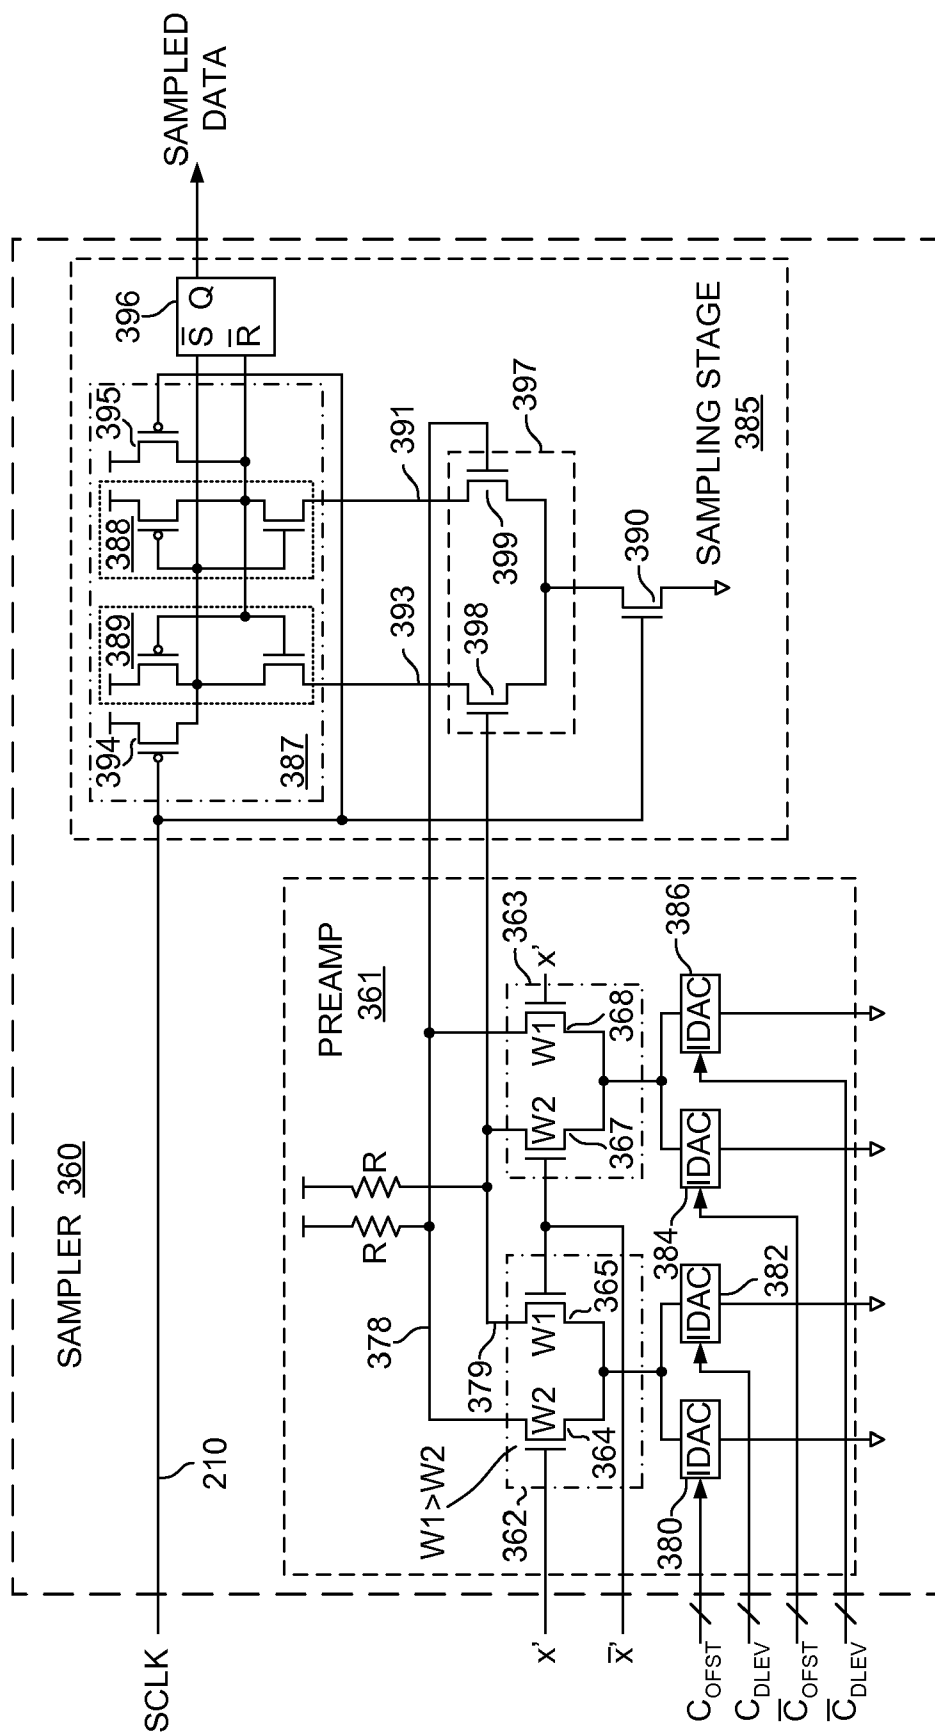 SAMPLER 360
SAMPLED
DATA
SCLK
210
PREAMP
361
378
379
R
R
W1>W2
362
W2
364
W1
365
W2
367
W1
368
363
x'
x'
x̅'
380
IDAC
382
IDAC
384
IDAC
386
IDAC
C_OFST
C_DLEV
C̅_OFST
C̅_DLEV
394
389
388
395
387
396
S̅ Q
R̅
393
391
397
398
399
390
SAMPLING STAGE
385